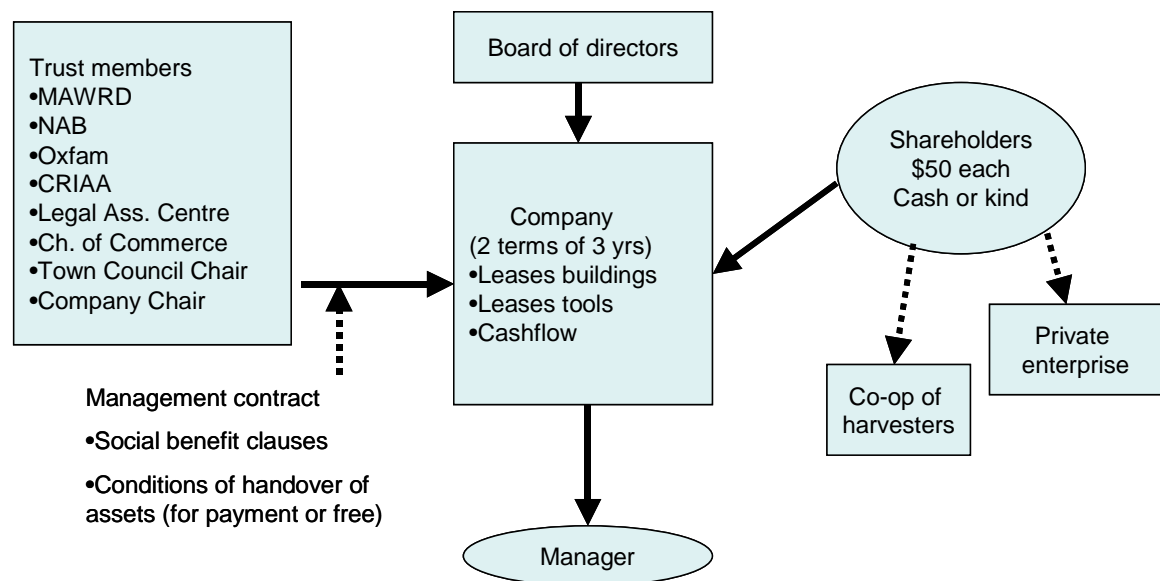 Trust members
•MAWRD
•NAB
•Oxfam
•CRIAA
•Legal Ass. Centre
•Ch. of Commerce
•Town Council Chair
•Company Chair
Board of directors
Company
(2 terms of 3 yrs)
•Leases buildings
•Leases tools
•Cashflow
Shareholders
$50 each
Cash or kind
Management contract
•Social benefit clauses
•Conditions of handover of
assets (for payment or free)
Co-op of
harvesters
Private
enterprise
Manager